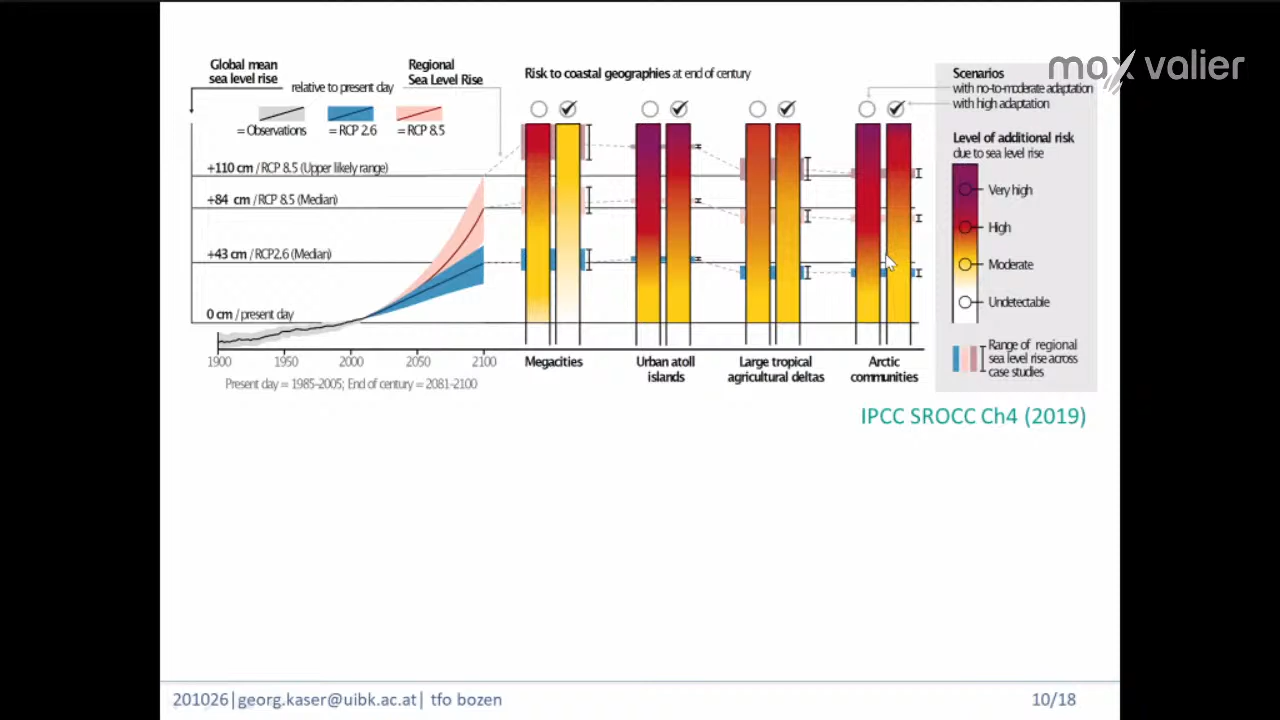 max valier
Global mean
sea level rise
Regional
Sea Level Rise
relative to present day
= Observations
= RCP 2.6
= RCP 8.5
+110 cm / RCP 8.5 (Upper likely range)
+84 cm / RCP 8.5 (Median)
+43 cm / RCP2.6 (Median)
0 cm / present day
1900
1950
2000
2050
2100
Present day = 1985–2005; End of century = 2081–2100
Risk to coastal geographies at end of century
Megacities
Urban atoll
islands
Large tropical
agricultural deltas
Arctic
communities
Scenarios
with no-to-moderate adaptation
with high adaptation
Level of additional risk
due to sea level rise
Very high
High
Moderate
Undetectable
Range of regional
sea level rise across
case studies
IPCC SROCC Ch4 (2019)
201026|georg.kaser@uibk.ac.at| tfo bozen
10/18